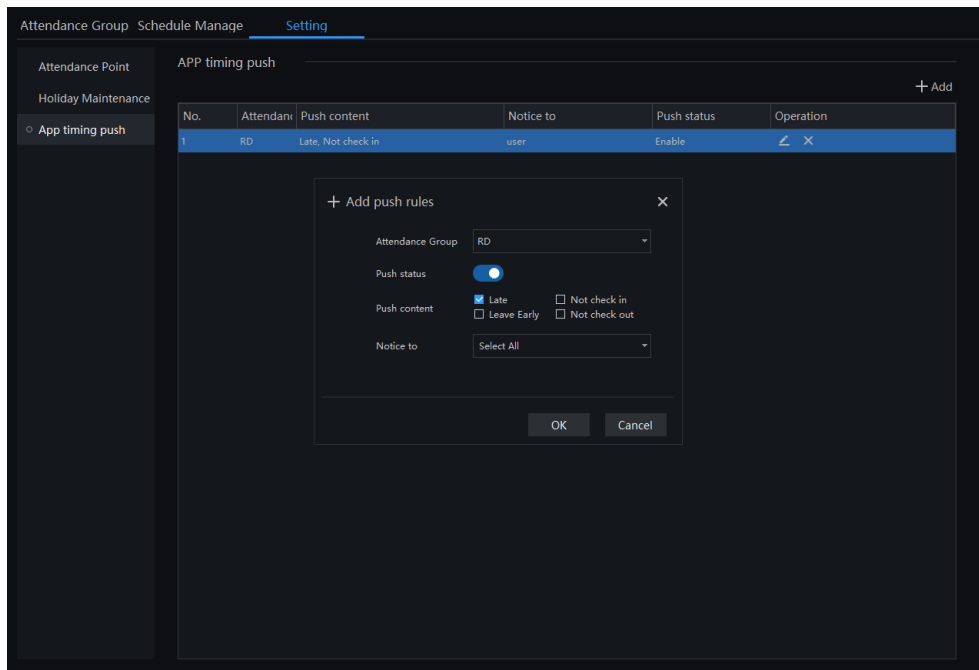 Attendance Group Schedule Manage Setting
Attendance Point
Holiday Maintenance
App timing push
APP timing push
Add
No. Attendanc Push content Notice to Push status Operation
1 RD Late, Not check in user Enable
Add push rules
Attendance Group RD
Push status
Push content Late Not check in
Leave Early Not check out
Notice to Select All
OK Cancel